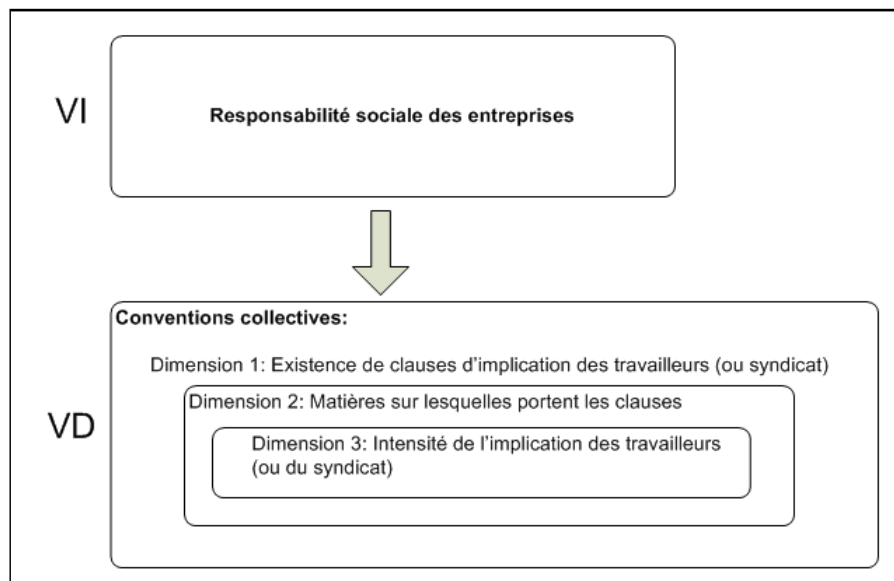 VI
Responsabilité sociale des entreprises
Conventions collectives:
Dimension 1: Existence de clauses d'implication des travailleurs (ou syndicat)
VD
Dimension 2: Matières sur lesquelles portent les clauses
Dimension 3: Intensité de l'implication des travailleurs
(ou du syndicat)